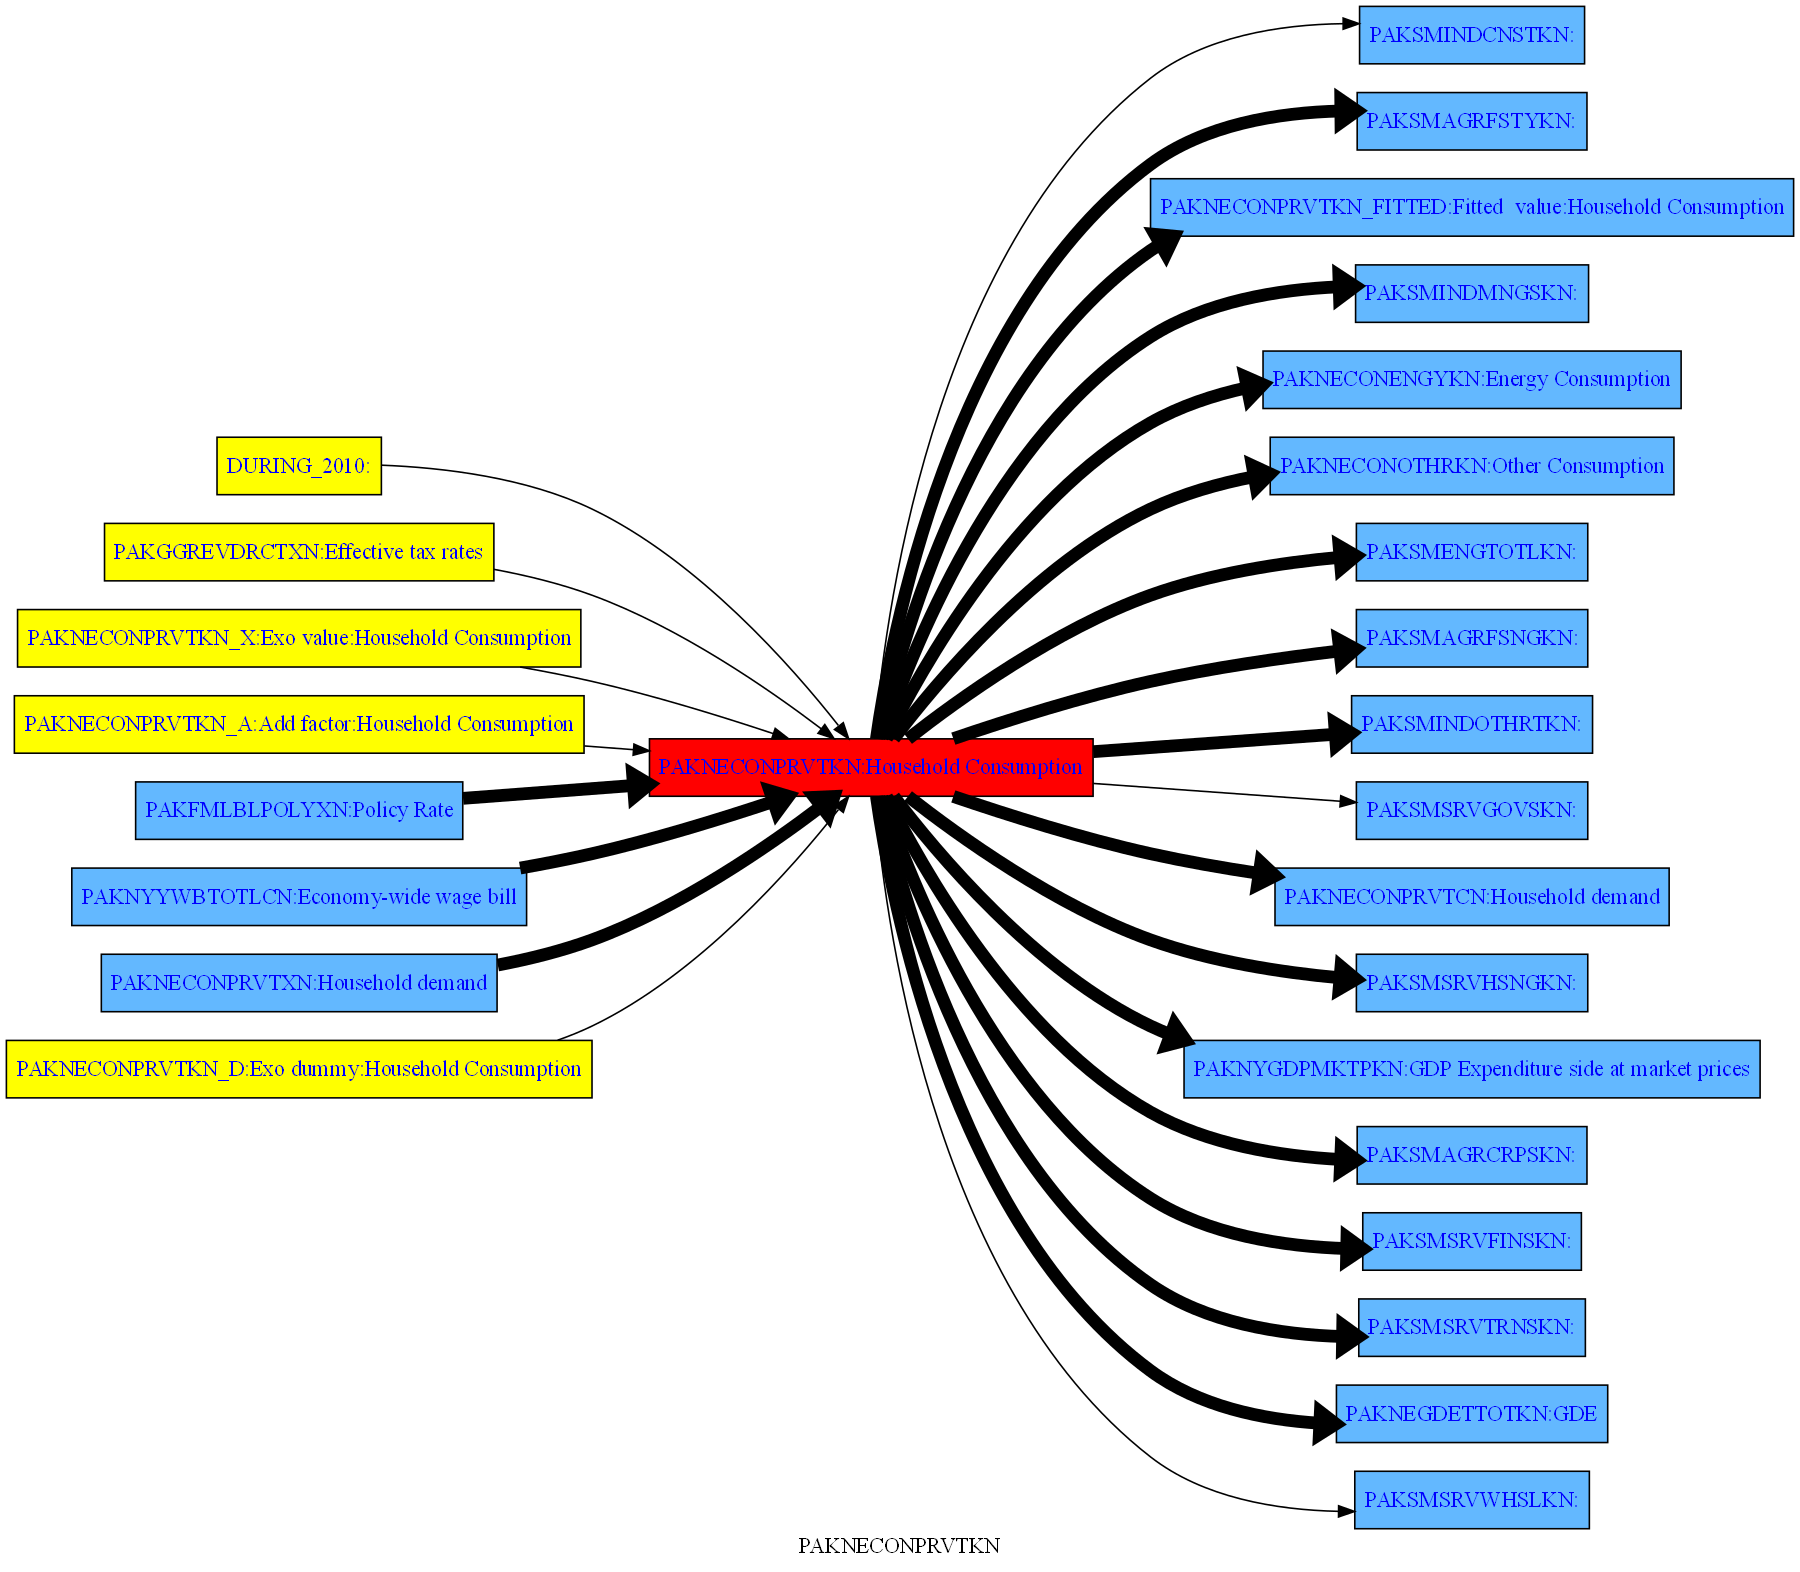 PAKSMINDCNSTKN:
PAKSMAGRFSTYKN:
PAKNECONPRVTKN_FITTED:Fitted  value:Household Consumption
PAKSMINDMNGSKN:
PAKNECONENGYKN:Energy Consumption
DURING_2010:
PAKNECONOTHRKN:Other Consumption
PAKGGREVDRCTXN:Effective tax rates
PAKSMENGTOTLKN:
PAKNECONPRVTKN_X:Exo value:Household Consumption
PAKSMAGRFSNGKN:
PAKNECONPRVTKN_A:Add factor:Household Consumption
PAKSMINDOTHRTKN:
PAKNECONPRVTKN:Household Consumption
PAKFMLBLPOLYXN:Policy Rate
PAKSMSRVGOVSKN:
PAKNYYWBTOTLCN:Economy-wide wage bill
PAKNECONPRVTCN:Household demand
PAKNECONPRVTXN:Household demand
PAKSMSRVHSNGKN:
PAKNECONPRVTKN_D:Exo dummy:Household Consumption
PAKNYGDPMKTPKN:GDP Expenditure side at market prices
PAKSMAGRCRPSKN:
PAKSMSRVFINSKN:
PAKSMSRVTRNSKN:
PAKNEGDETTOTKN:GDE
PAKSMSRVWHSLKN:
PAKNECONPRVTKN